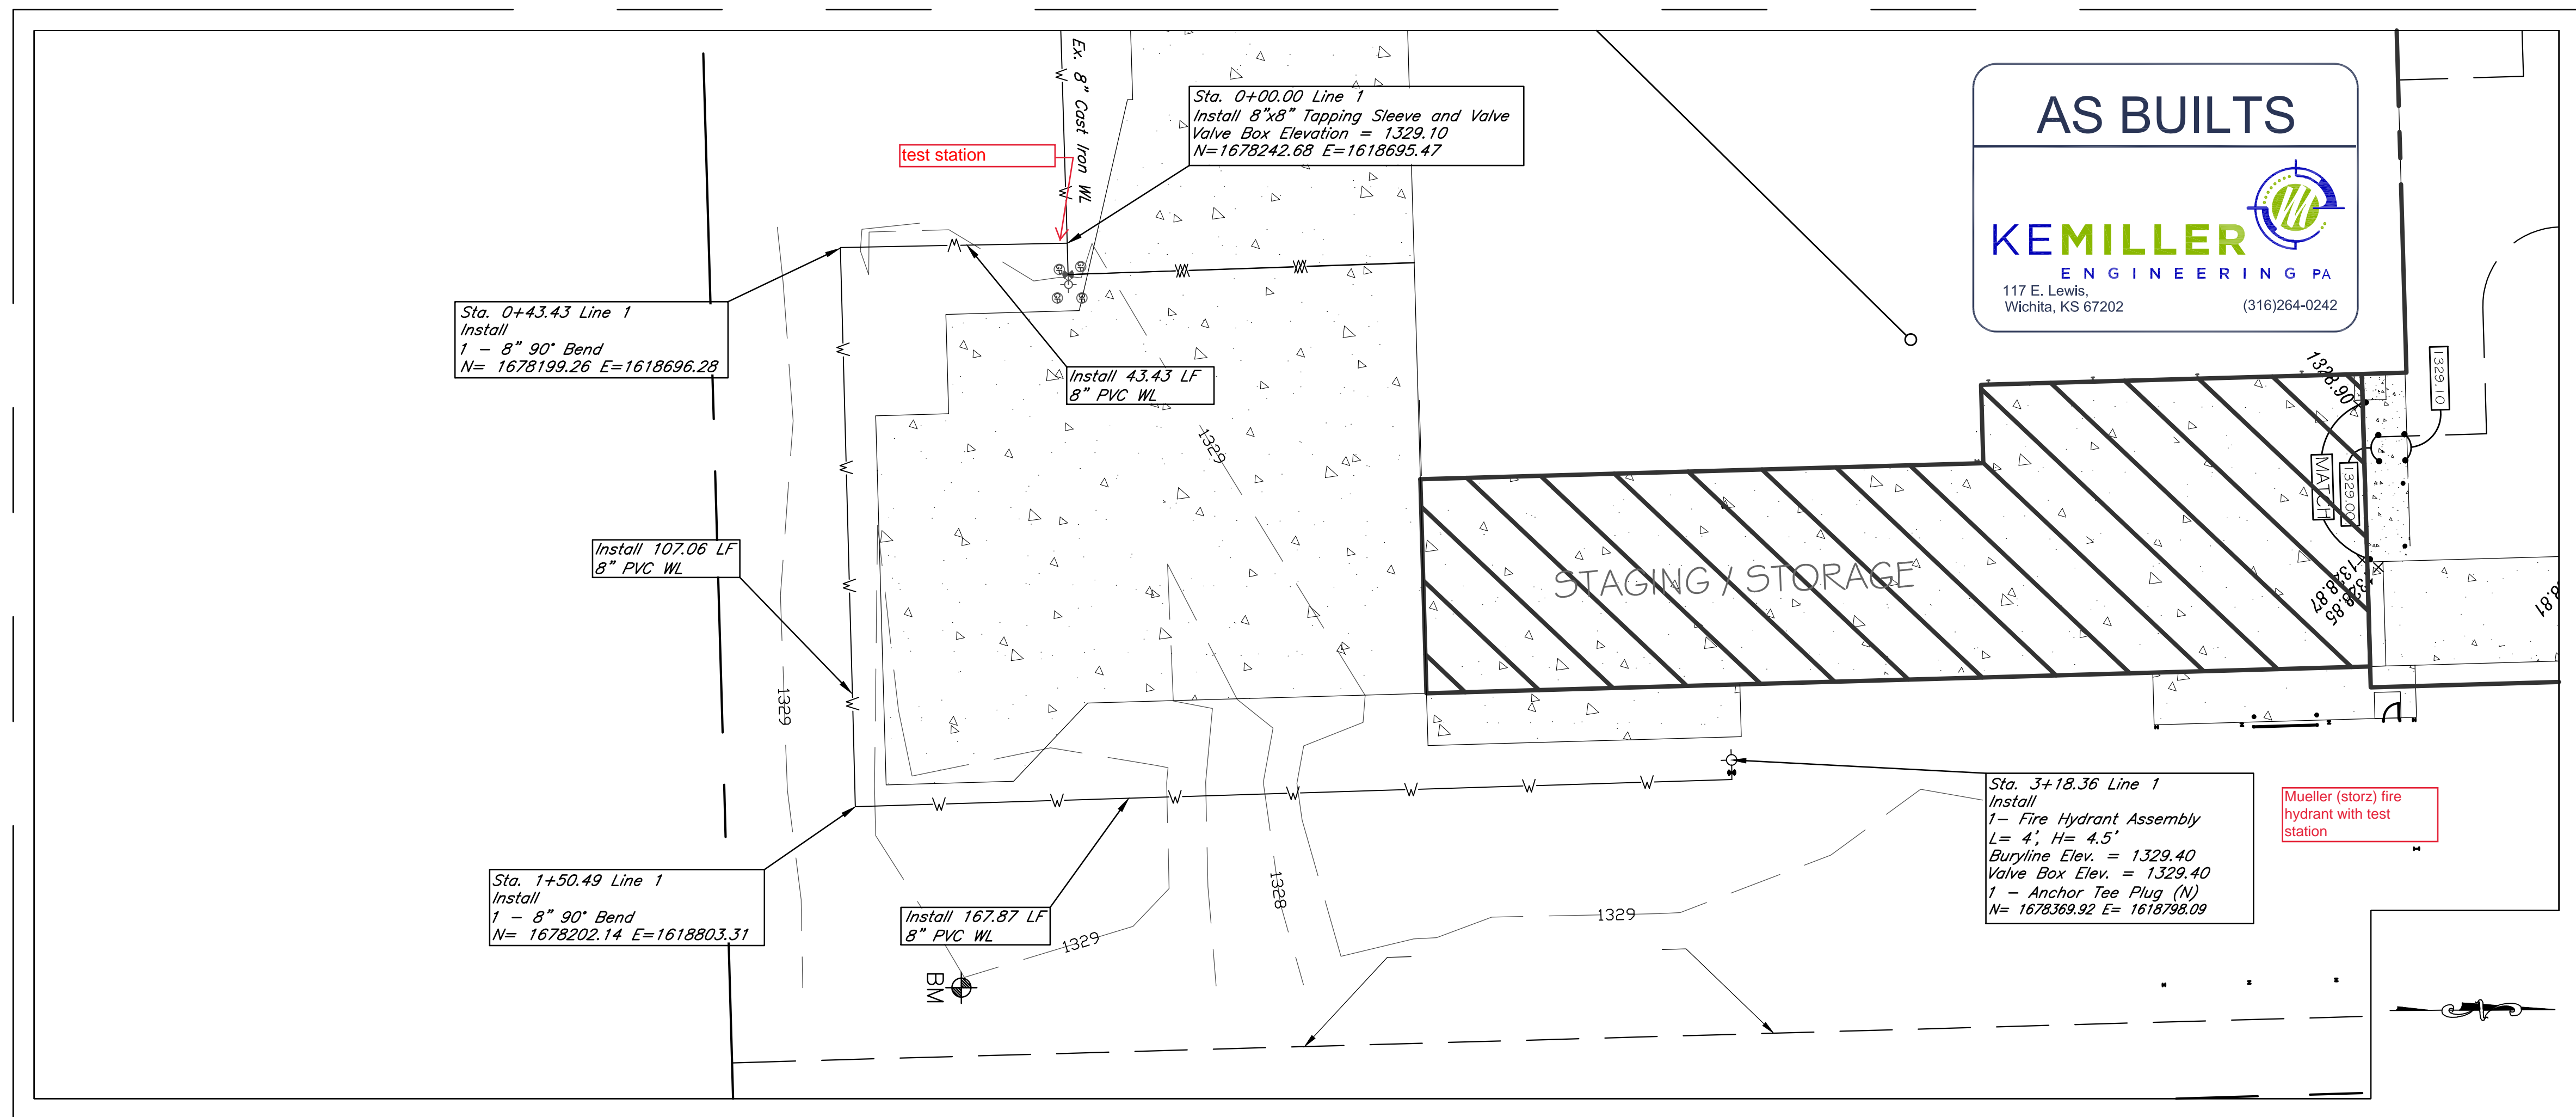 Ex. 8" Cast Iron WL
Sta. 0+00.00 Line 1
Install 8"x8" Tapping Sleeve and Valve
Valve Box Elevation = 1329.10
N=1678242.68 E=1618695.47
test station
AS BUILTS
KEMILLER
ENGINEERING PA
117 E. Lewis,
Wichita, KS 67202
(316)264-0242
Sta. 0+43.43 Line 1
Install
1 - 8" 90° Bend
N= 1678199.26 E=1618696.28
Install 43.43 LF
8" PVC WL
1329
1328.90
1329.10
MATCH
1329.00
1328.87
1328.85
8.81
STAGING / STORAGE
Install 107.06 LF
8" PVC WL
1329
Sta. 3+18.36 Line 1
Install
1- Fire Hydrant Assembly
L= 4', H= 4.5'
Buryline Elev. = 1329.40
Valve Box Elev. = 1329.40
1 - Anchor Tee Plug (N)
N= 1678369.92 E= 1618798.09
Mueller (storz) fire
hydrant with test
station
Sta. 1+50.49 Line 1
Install
1 - 8" 90° Bend
N= 1678202.14 E=1618803.31
Install 167.87 LF
8" PVC WL
1329
1328
1329
BM
W
W
W
W
W
W
W
W
W
W
W
W
W
W